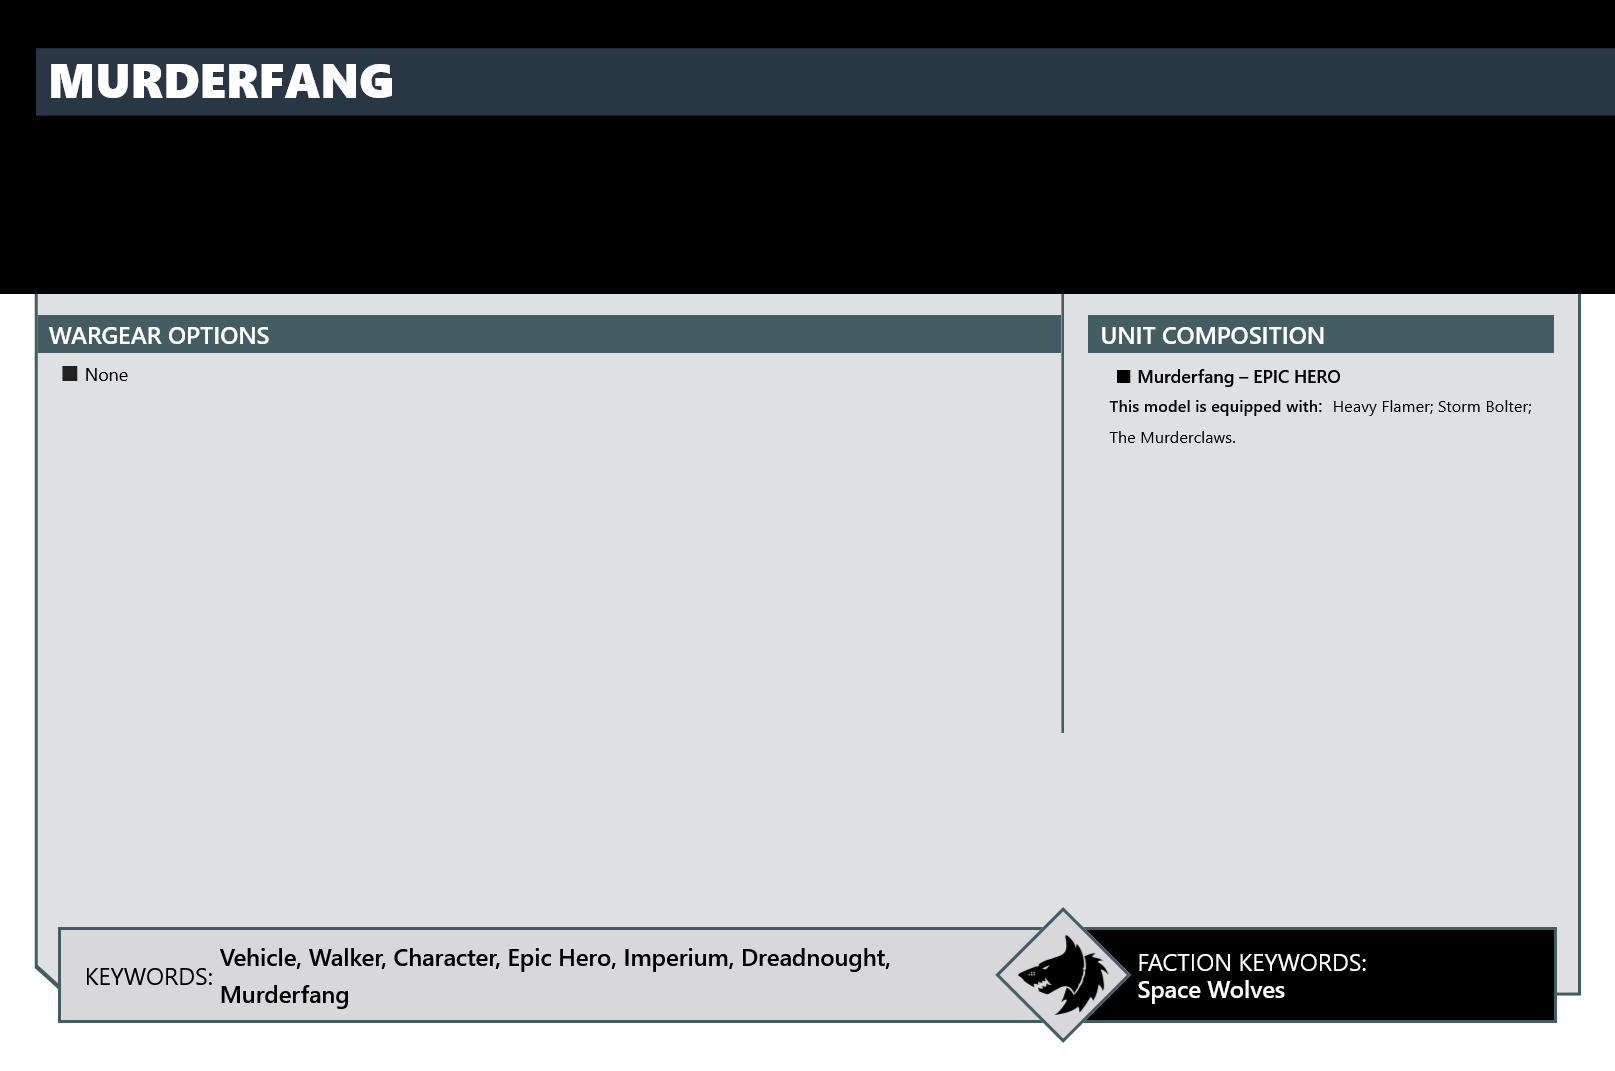 MURDERFANG
WARGEAR OPTIONS
■ None
UNIT COMPOSITION
■ Murderfang – EPIC HERO
This model is equipped with: Heavy Flamer; Storm Bolter;
The Murderclaws.
KEYWORDS:
Vehicle, Walker, Character, Epic Hero, Imperium, Dreadnought,
Murderfang
FACTION KEYWORDS:
Space Wolves